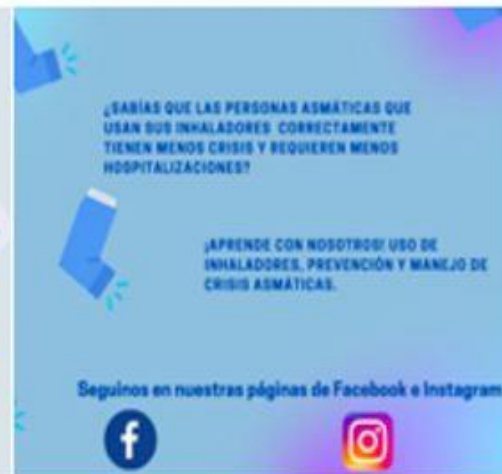 ¿SABÍAS QUE LAS PERSONAS ASMÁTICAS QUE
USAN SUS INHALADORES CORRECTAMENTE
TIENEN MENOS CRISIS Y REQUIEREN MENOS
HOSPITALIZACIONES?
¡APRENDE CON NOSOTROS! USO DE
INHALADORES, PREVENCIÓN Y MANEJO DE
CRISIS ASMÁTICAS.
Seguinos en nuestras páginas de Facebook e Instagram